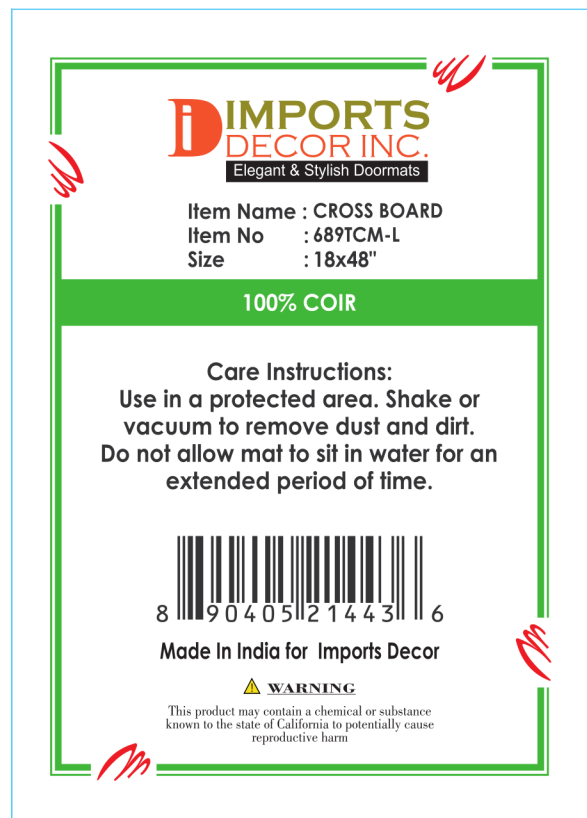 iD IMPORTS
DECOR INC.
Elegant & Stylish Doormats
Item Name : CROSS BOARD
Item No : 689TCM-L
Size : 18x48"
100% COIR
Care Instructions:
Use in a protected area. Shake or
vacuum to remove dust and dirt.
Do not allow mat to sit in water for an
extended period of time.
8 90405 21443 6
Made In India for Imports Decor
WARNING
This product may contain a chemical or substance
known to the state of California to potentially cause
reproductive harm